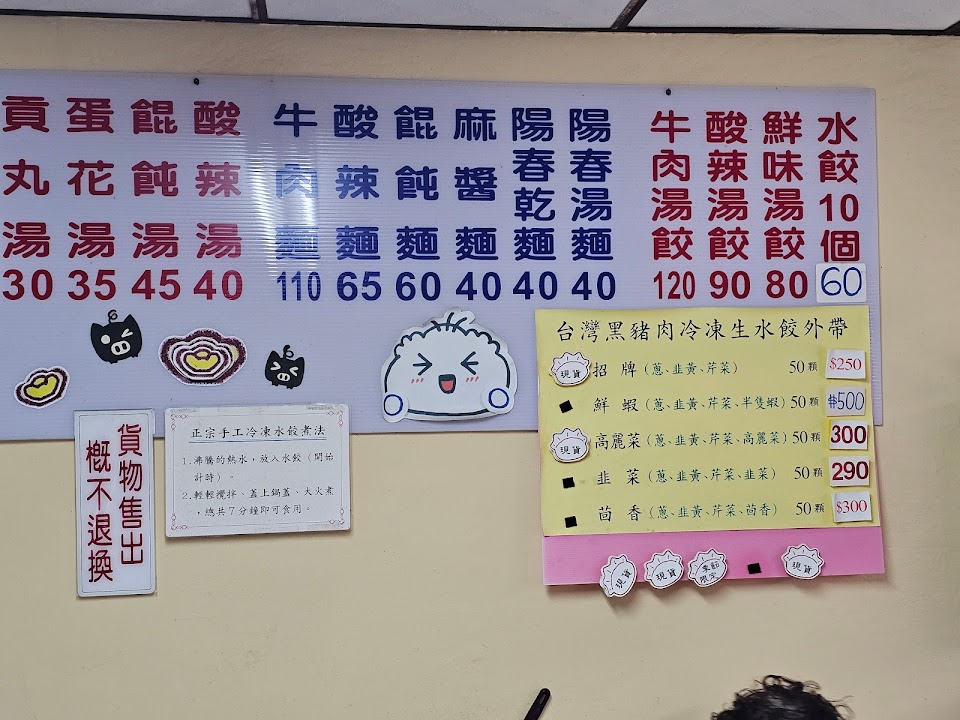 水餃10個 60
鮮味湯餃 80
酸辣湯餃 90
牛肉湯餃 120
陽春湯麵 40
陽春乾麵 40
麻醬麵 40
餛飩麵 60
酸辣麵 65
牛肉麵 110
酸辣湯 40
餛飩湯 45
蛋花湯 35
貢丸湯 30
台灣黑豬肉冷凍生水餃外帶
現貨 招牌(蔥、韭黃、芹菜) 50顆 $250
鮮蝦(蔥、韭黃、芹菜、半隻蝦) 50顆 $500
現貨 高麗菜(蔥、韭黃、芹菜、高麗菜) 50顆 300
韭菜(蔥、韭黃、芹菜、韭菜) 50顆 290
茴香(蔥、韭黃、芹菜、茴香) 50顆 $300
現貨
現貨
限定
現貨
正宗手工冷凍水餃煮法
1.沸騰的熱水，放入水餃(開始
計時)。
2.輕輕攪拌、蓋上鍋蓋、大火煮
，總共7分鐘即可食用。
貨物售出
概不退換